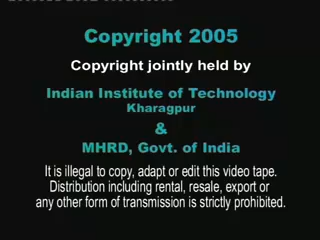 Copyright 2005
Copyright jointly held by
Indian Institute of Technology
Kharagpur
&
MHRD, Govt. of India
It is illegal to copy, adapt or edit this video tape.
Distribution including rental, resale, export or
any other form of transmission is strictly prohibited.